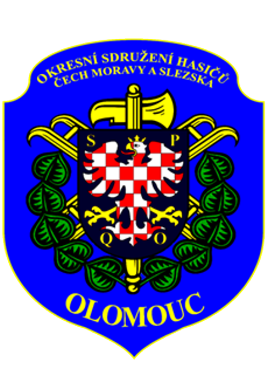 OKRESNÍ SDRUŽENÍ HASIČŮ
ČECH MORAVY A SLEZSKA
S P
Q O
OLOMOUC